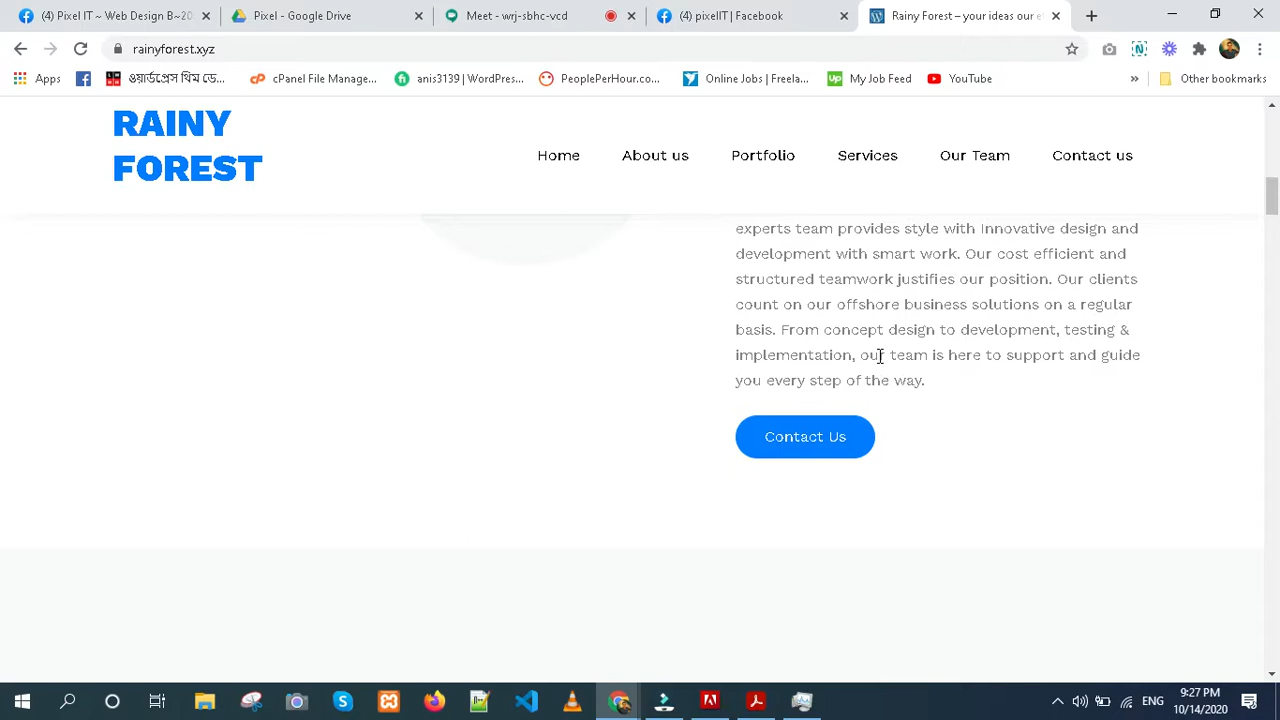 (4) Pixel IT ~ Web Design B 20
Pixel - Google Drive
Meet - wrj-sbhc-vcd
(4) pixelIT | Facebook
Rainy Forest – your ideas our ef
rainyforest.xyz
Apps
ওয়ার্ডপ্রেস থিম ডে...
cPanel File Manage...
anis3139 | WordPres...
PeoplePerHour.co...
Online Jobs | Freela...
My Job Feed
YouTube
»
Other bookmarks
RAINY
FOREST
Home
About us
Portfolio
Services
Our Team
Contact us
experts team provides style with Innovative design and
development with smart work. Our cost efficient and
structured teamwork justifies our position. Our clients
count on our offshore business solutions on a regular
basis. From concept design to development, testing &
implementation, our team is here to support and guide
you every step of the way.
Contact Us
ENG
9:27 PM
10/14/2020